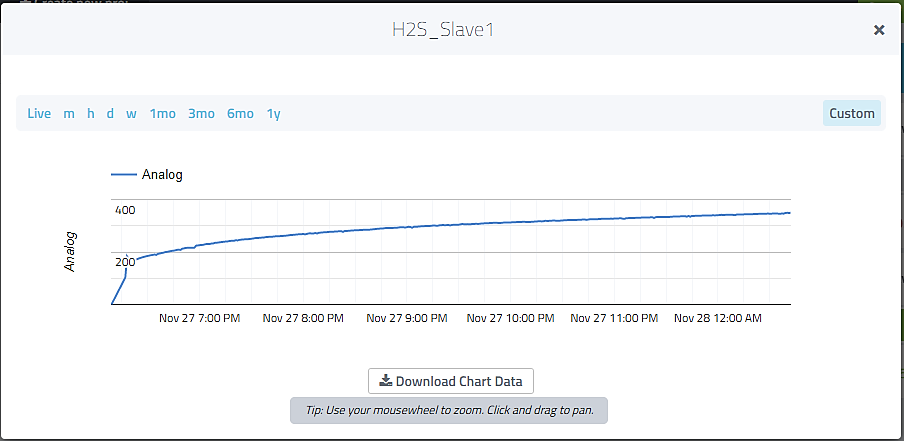 H2S_Slave1
×
Live m h d w 1mo 3mo 6mo 1y
Custom
Analog
400
Analog
200
Nov 27 7:00 PM Nov 27 8:00 PM Nov 27 9:00 PM Nov 27 10:00 PM Nov 27 11:00 PM Nov 28 12:00 AM
Download Chart Data
Tip: Use your mousewheel to zoom. Click and drag to pan.